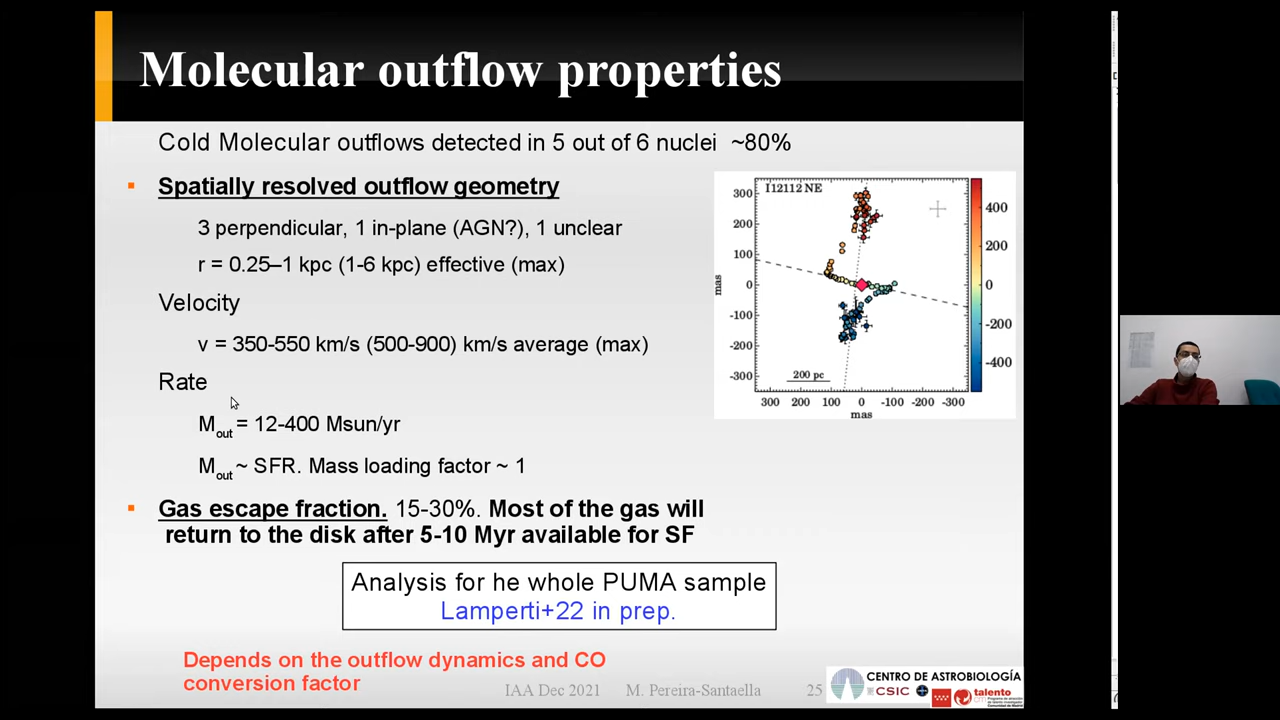 Molecular outflow properties
Cold Molecular outflows detected in 5 out of 6 nuclei ~80%
Spatially resolved outflow geometry
3 perpendicular, 1 in-plane (AGN?), 1 unclear
r = 0.25–1 kpc (1-6 kpc) effective (max)
Velocity
v = 350-550 km/s (500-900) km/s average (max)
Rate
Mout = 12-400 Msun/yr
Mout ~ SFR. Mass loading factor ~ 1
Gas escape fraction. 15-30%. Most of the gas will
return to the disk after 5-10 Myr available for SF
I12112 NE
300
200
100
0
-100
-200
-300
mas
200 pc
300 200 100 0 -100 -200 -300
mas
400
200
0
-200
-400
Analysis for he whole PUMA sample
Lamperti+22 in prep.
Depends on the outflow dynamics and CO
conversion factor
IAA Dec 2021 M. Pereira-Santaella 25
CENTRO DE ASTROBIOLOGÍA
CSIC
talento